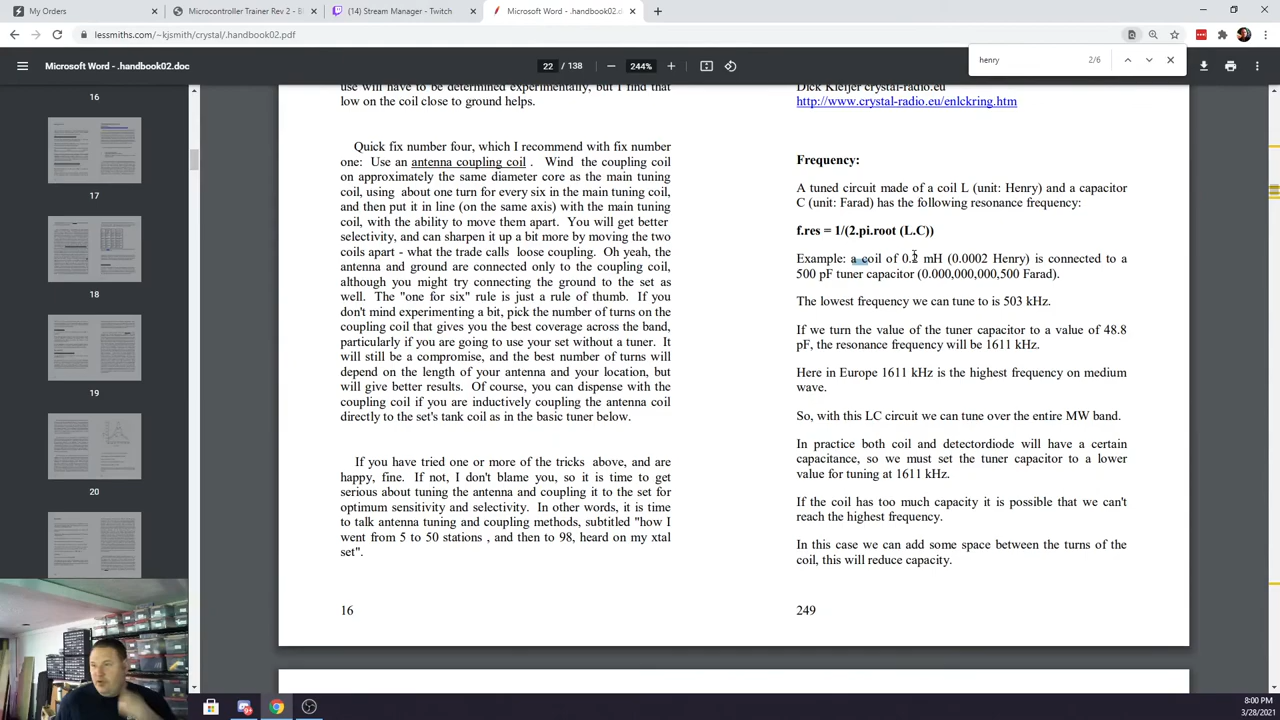 My Orders
Microcontroller Trainer Rev 2 - B
(14) Stream Manager - Twitch
Microsoft Word - .handbook02.d
lessmiths.com/~kjsmith/crystal/.handbook02.pdf
henry
2/6
Microsoft Word - .handbook02.doc
22 / 138
244%
16
17
18
19
20
use will have to be determined experimentally, but I find that
low on the coil close to ground helps.
Quick fix number four, which I recommend with fix number
one: Use an antenna coupling coil . Wind the coupling coil
on approximately the same diameter core as the main tuning
coil, using about one turn for every six in the main tuning coil,
and then put it in line (on the same axis) with the main tuning
coil, with the ability to move them apart. You will get better
selectivity, and can sharpen it up a bit more by moving the two
coils apart - what the trade calls loose coupling. Oh yeah, the
antenna and ground are connected only to the coupling coil,
although you might try connecting the ground to the set as
well. The "one for six" rule is just a rule of thumb. If you
don't mind experimenting a bit, pick the number of turns on the
coupling coil that gives you the best coverage across the band,
particularly if you are going to use your set without a tuner. It
will still be a compromise, and the best number of turns will
depend on the length of your antenna and your location, but
will give better results. Of course, you can dispense with the
coupling coil if you are inductively coupling the antenna coil
directly to the set's tank coil as in the basic tuner below.
If you have tried one or more of the tricks above, and are
happy, fine. If not, I don't blame you, so it is time to get
serious about tuning the antenna and coupling it to the set for
optimum sensitivity and selectivity. In other words, it is time
to talk antenna tuning and coupling methods, subtitled "how I
went from 5 to 50 stations , and then to 98, heard on my xtal
set".
16
Dick Kleijer crystal-radio.eu
http://www.crystal-radio.eu/enlckring.htm
Frequency:
A tuned circuit made of a coil L (unit: Henry) and a capacitor
C (unit: Farad) has the following resonance frequency:
f.res = 1/(2.pi.root (L.C))
Example: a coil of 0.2 mH (0.0002 Henry) is connected to a
500 pF tuner capacitor (0.000,000,000,500 Farad).
The lowest frequency we can tune to is 503 kHz.
If we turn the value of the tuner capacitor to a value of 48.8
pF, the resonance frequency will be 1611 kHz.
Here in Europe 1611 kHz is the highest frequency on medium
wave.
So, with this LC circuit we can tune over the entire MW band.
In practice both coil and detectordiode will have a certain
capacitance, so we must set the tuner capacitor to a lower
value for tuning at 1611 kHz.
If the coil has too much capacity it is possible that we can't
reach the highest frequency.
In this case we can add some space between the turns of the
coil, this will reduce capacity.
249
8:00 PM
3/28/2021